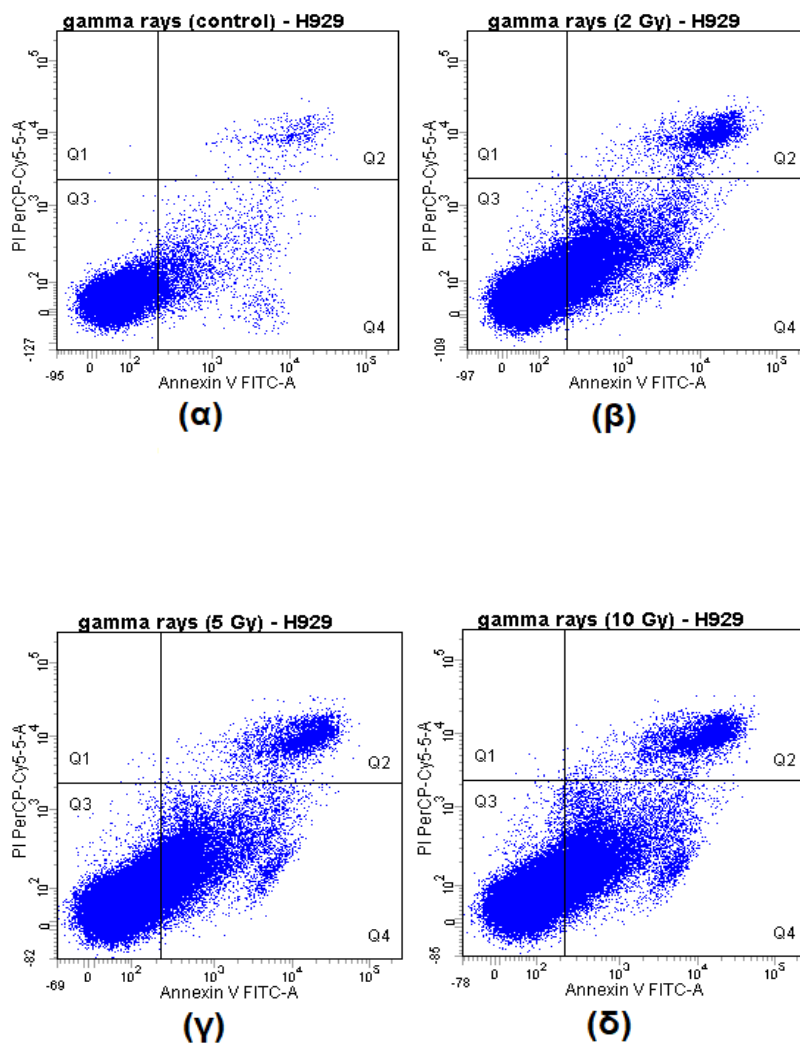 gamma rays (control) - H929
PI PerCP-Cy5-5-A
10^5
10^4
10^3
10^2
0
-127
Q1
Q2
Q3
Q4
-95
0
10^2
10^3
10^4
10^5
Annexin V FITC-A
(α)
gamma rays (2 Gy) - H929
PI PerCP-Cy5-5-A
10^5
10^4
10^3
10^2
0
-109
Q1
Q2
Q3
Q4
-97
0
10^2
10^3
10^4
10^5
Annexin V FITC-A
(β)
gamma rays (5 Gy) - H929
PI PerCP-Cy5-5-A
10^5
10^4
10^3
10^2
0
-82
Q1
Q2
Q3
Q4
-69
0
10^2
10^3
10^4
10^5
Annexin V FITC-A
(γ)
gamma rays (10 Gy) - H929
PI PerCP-Cy5-5-A
10^5
10^4
10^3
10^2
0
-85
Q1
Q2
Q3
Q4
-78
0
10^2
10^3
10^4
10^5
Annexin V FITC-A
(δ)